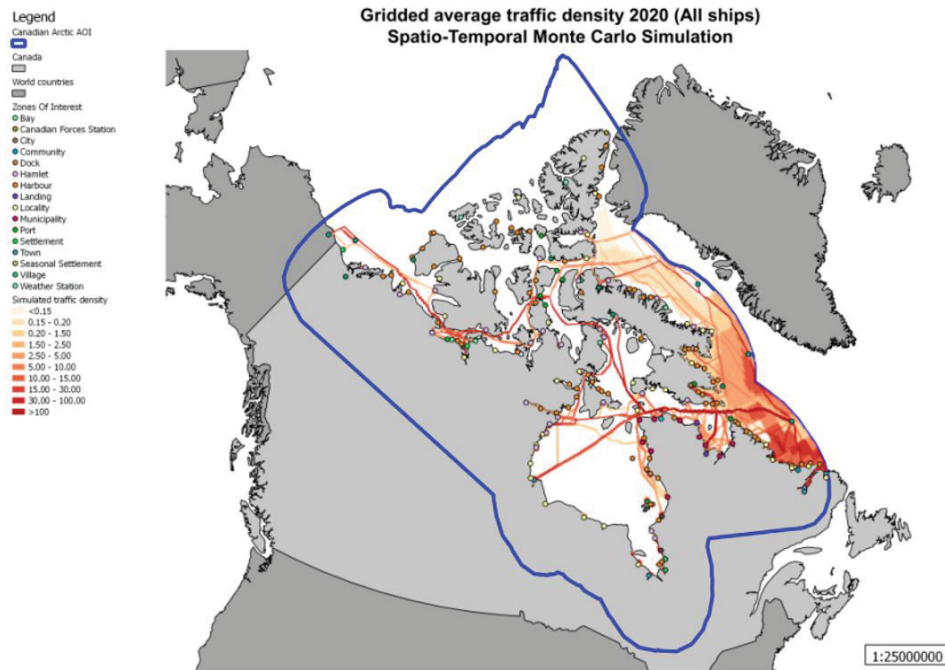 Gridded average traffic density 2020 (All ships)
Spatio-Temporal Monte Carlo Simulation
Legend
Canadian Arctic AOI
Canada
World countries
Zones Of Interest
Bay
Canadian Forces Station
City
Community
Dock
Hamlet
Harbour
Landing
Locality
Municipality
Port
Settlement
Town
Seasonal Settlement
Village
Weather Station
Simulated traffic density
<0.15
0.15 - 0.20
0.20 - 1.50
1.50 - 2.50
2.50 - 5.00
5.00 - 10.00
10.00 - 15.00
15.00 - 30.00
30.00 - 100.00
>100
1:25000000